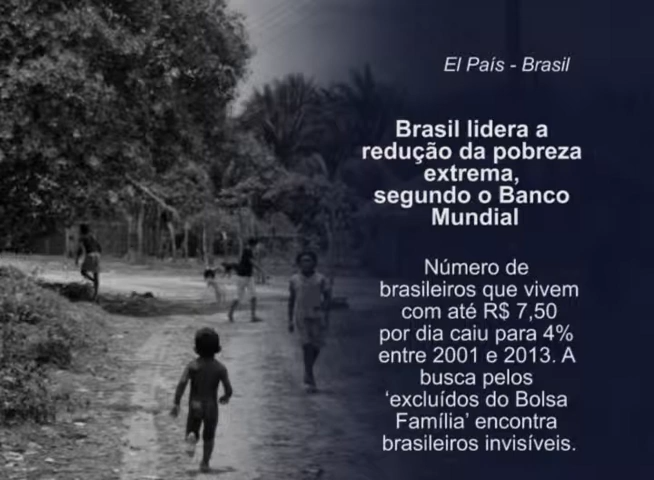 El País - Brasil
Brasil lidera a
redução da pobreza
extrema,
segundo o Banco
Mundial
Número de
brasileiros que vivem
com até R$ 7,50
por dia caiu para 4%
entre 2001 e 2013. A
busca pelos
‘excluídos do Bolsa
Família’ encontra
brasileiros invisíveis.